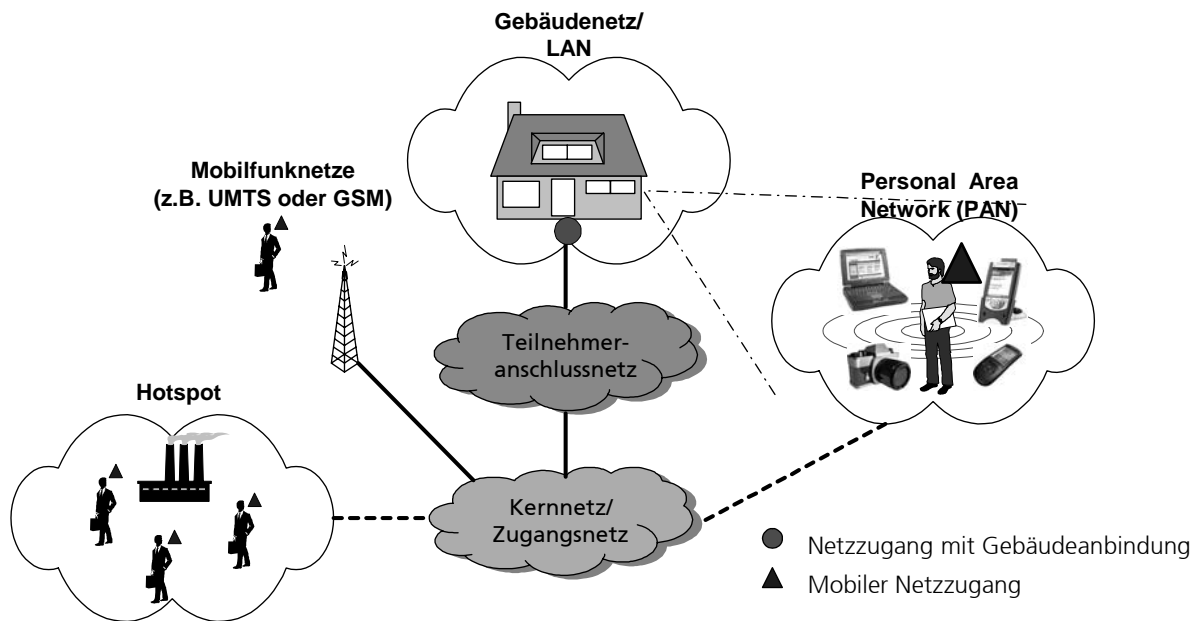 Gebäudenetz/
LAN
Mobilfunknetze
(z.B. UMTS oder GSM)
Personal Area
Network (PAN)
Teilnehmer-
anschlussnetz
Hotspot
Kernnetz/
Zugangsnetz
Netzzugang mit Gebäudeanbindung
Mobiler Netzzugang